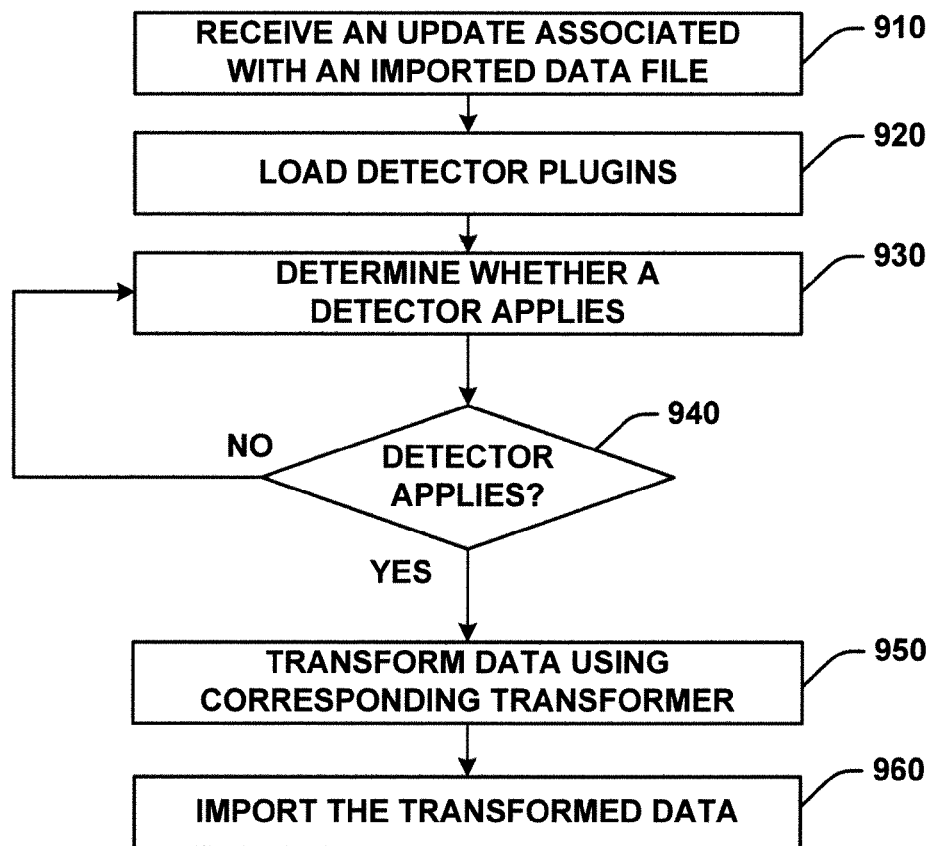 RECEIVE AN UPDATE ASSOCIATED
WITH AN IMPORTED DATA FILE
910
LOAD DETECTOR PLUGINS
920
DETERMINE WHETHER A
DETECTOR APPLIES
930
DETECTOR
APPLIES?
940
NO
YES
TRANSFORM DATA USING
CORRESPONDING TRANSFORMER
950
IMPORT THE TRANSFORMED DATA
960